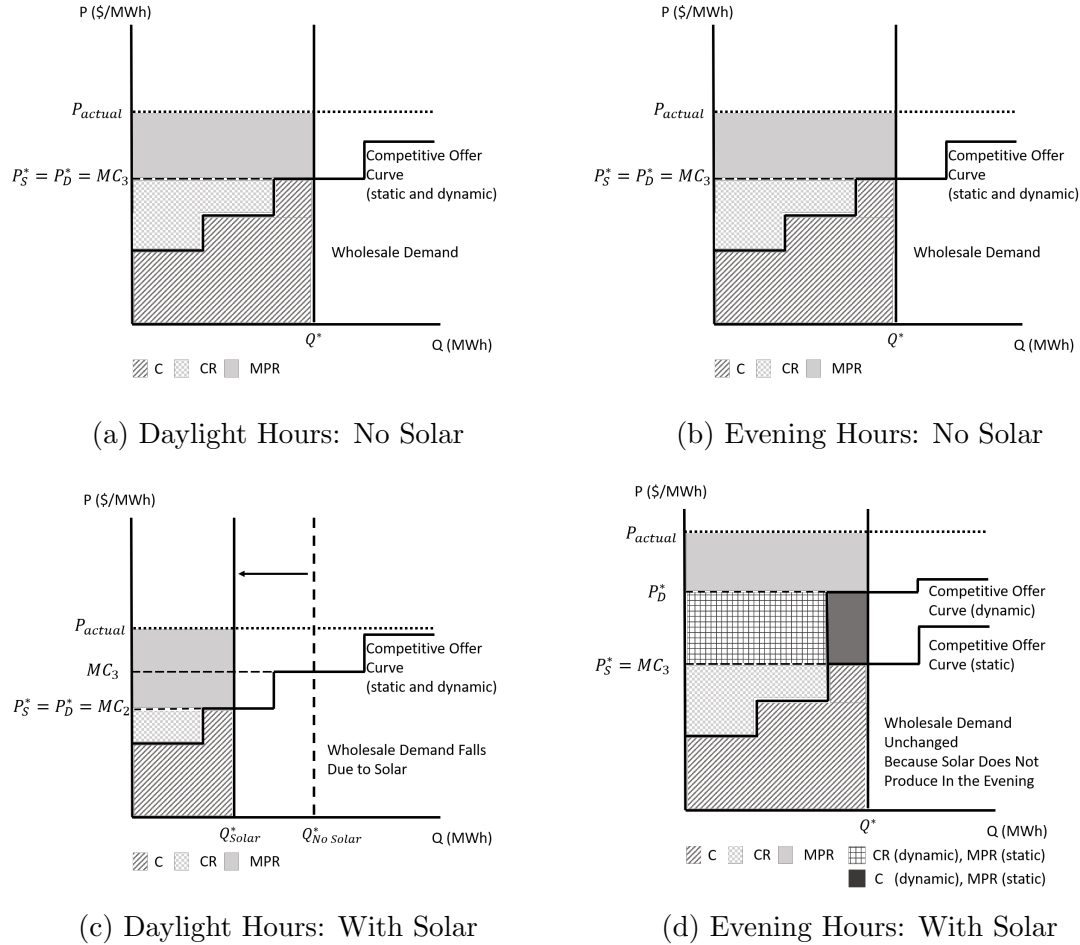 P ($/MWh)
P_actual
P*_S = P*_D = MC_3
Competitive Offer
Curve
(static and dynamic)
Wholesale Demand
Q*
Q (MWh)
C CR MPR
(a) Daylight Hours: No Solar
P ($/MWh)
P_actual
P*_S = P*_D = MC_3
Competitive Offer
Curve
(static and dynamic)
Wholesale Demand
Q*
Q (MWh)
C CR MPR
(b) Evening Hours: No Solar
P ($/MWh)
P_actual
MC_3
Competitive Offer
Curve
(static and dynamic)
P*_S = P*_D = MC_2
Wholesale Demand Falls
Due to Solar
Q*_Solar Q*_No Solar Q (MWh)
C CR MPR
(c) Daylight Hours: With Solar
P ($/MWh)
P_actual
P*_D
Competitive Offer
Curve (dynamic)
Competitive Offer
Curve (static)
P*_S = MC_3
Wholesale Demand
Unchanged
Because Solar Does Not
Produce In the Evening
Q*
Q (MWh)
C CR MPR CR (dynamic), MPR (static)
C (dynamic), MPR (static)
(d) Evening Hours: With Solar